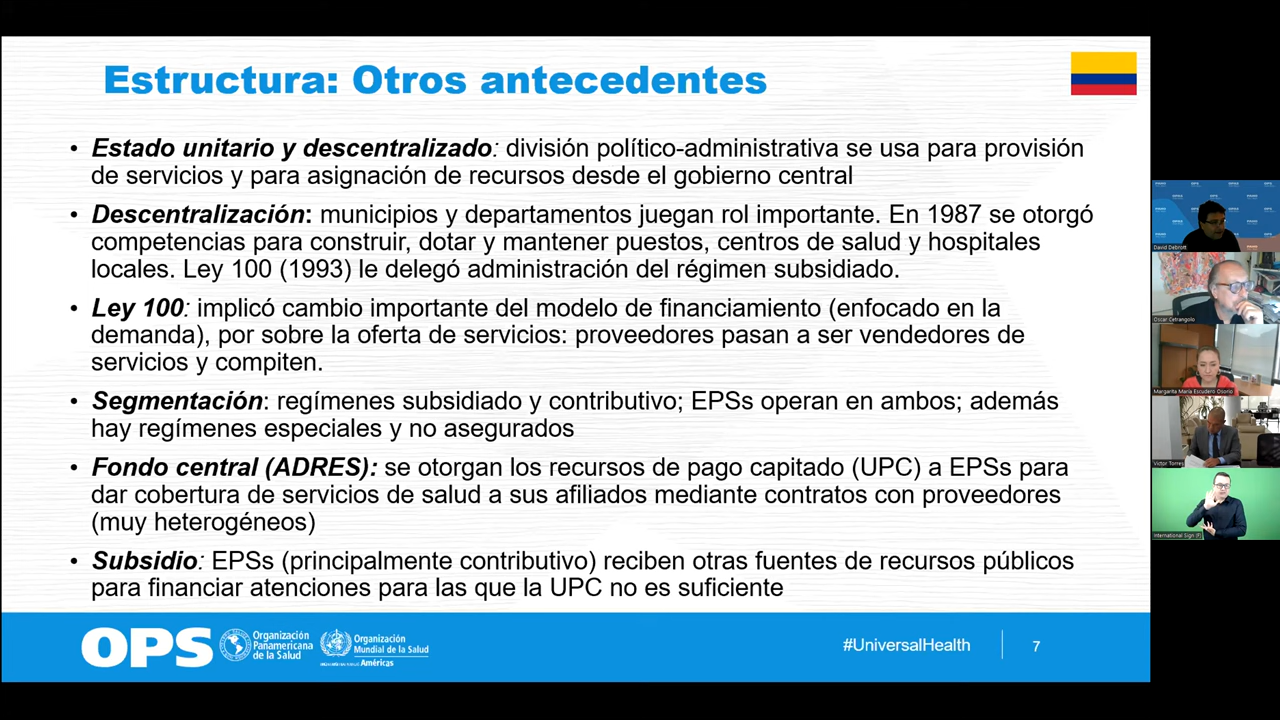 Estructura: Otros antecedentes
• Estado unitario y descentralizado: división político-administrativa se usa para provisión
de servicios y para asignación de recursos desde el gobierno central
• Descentralización: municipios y departamentos juegan rol importante. En 1987 se otorgó
competencias para construir, dotar y mantener puestos, centros de salud y hospitales
locales. Ley 100 (1993) le delegó administración del régimen subsidiado.
• Ley 100: implicó cambio importante del modelo de financiamiento (enfocado en la
demanda), por sobre la oferta de servicios: proveedores pasan a ser vendedores de
servicios y compiten.
• Segmentación: regímenes subsidiado y contributivo; EPSs operan en ambos; además
hay regímenes especiales y no asegurados
• Fondo central (ADRES): se otorgan los recursos de pago capitado (UPC) a EPSs para
dar cobertura de servicios de salud a sus afiliados mediante contratos con proveedores
(muy heterogéneos)
• Subsidio: EPSs (principalmente contributivo) reciben otras fuentes de recursos públicos
para financiar atenciones para las que la UPC no es suficiente
OPS
Organización
Panamericana
de la Salud
Organización
Mundial de la Salud
Américas
#UniversalHealth
7
David Debrott
Oscar Cetrangolo
Margarita Maria Escudero Osorio
Victor Torres
International Sign (F)